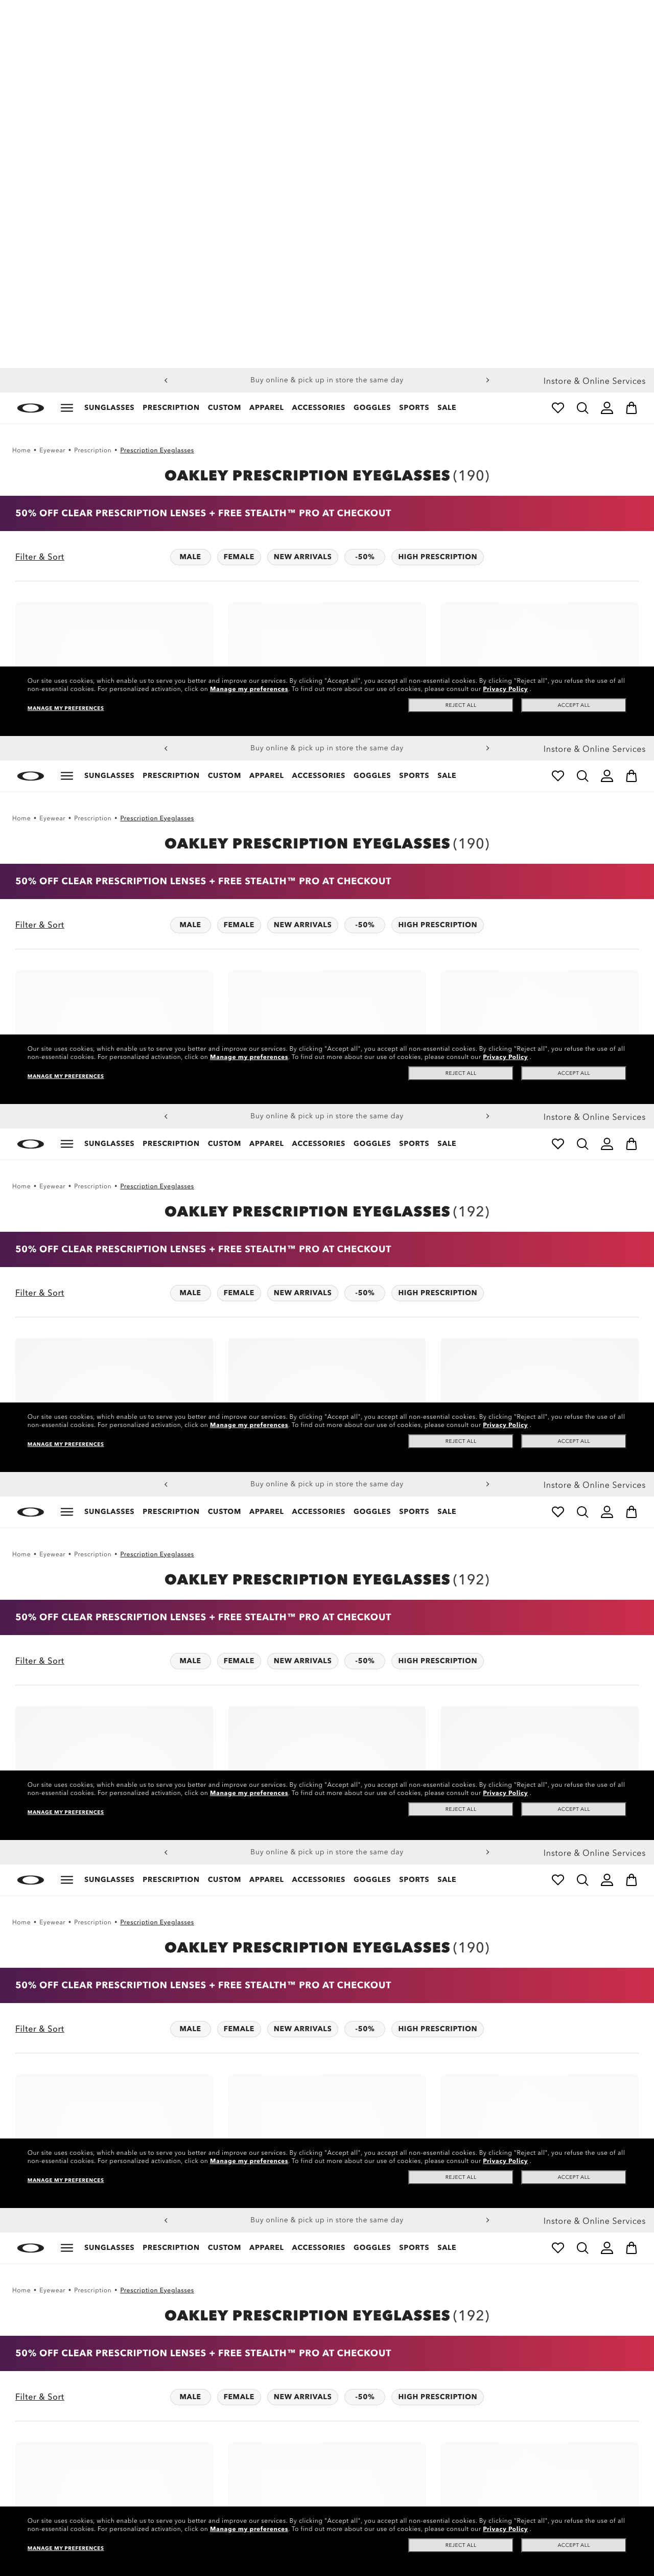 Buy online & pick up in store the same day
Instore & Online Services
SUNGLASSES PRESCRIPTION CUSTOM APPAREL ACCESSORIES GOGGLES SPORTS SALE
Home • Eyewear • Prescription • Prescription Eyeglasses
OAKLEY PRESCRIPTION EYEGLASSES (190)
50% OFF CLEAR PRESCRIPTION LENSES + FREE STEALTH™ PRO AT CHECKOUT
Filter & Sort
MALE FEMALE NEW ARRIVALS -50% HIGH PRESCRIPTION
Our site uses cookies, which enable us to serve you better and improve our services. By clicking "Accept all", you accept all non-essential cookies. By clicking "Reject all", you refuse the use of all
non-essential cookies. For personalized activation, click on Manage my preferences. To find out more about our use of cookies, please consult our Privacy Policy
MANAGE MY PREFERENCES
REJECT ALL
ACCEPT ALL
Buy online & pick up in store the same day
Instore & Online Services
SUNGLASSES PRESCRIPTION CUSTOM APPAREL ACCESSORIES GOGGLES SPORTS SALE
Home • Eyewear • Prescription • Prescription Eyeglasses
OAKLEY PRESCRIPTION EYEGLASSES (190)
50% OFF CLEAR PRESCRIPTION LENSES + FREE STEALTH™ PRO AT CHECKOUT
Filter & Sort
MALE FEMALE NEW ARRIVALS -50% HIGH PRESCRIPTION
Our site uses cookies, which enable us to serve you better and improve our services. By clicking "Accept all", you accept all non-essential cookies. By clicking "Reject all", you refuse the use of all
non-essential cookies. For personalized activation, click on Manage my preferences. To find out more about our use of cookies, please consult our Privacy Policy
MANAGE MY PREFERENCES
REJECT ALL
ACCEPT ALL
Buy online & pick up in store the same day
Instore & Online Services
SUNGLASSES PRESCRIPTION CUSTOM APPAREL ACCESSORIES GOGGLES SPORTS SALE
Home • Eyewear • Prescription • Prescription Eyeglasses
OAKLEY PRESCRIPTION EYEGLASSES (192)
50% OFF CLEAR PRESCRIPTION LENSES + FREE STEALTH™ PRO AT CHECKOUT
Filter & Sort
MALE FEMALE NEW ARRIVALS -50% HIGH PRESCRIPTION
Our site uses cookies, which enable us to serve you better and improve our services. By clicking "Accept all", you accept all non-essential cookies. By clicking "Reject all", you refuse the use of all
non-essential cookies. For personalized activation, click on Manage my preferences. To find out more about our use of cookies, please consult our Privacy Policy
MANAGE MY PREFERENCES
REJECT ALL
ACCEPT ALL
Buy online & pick up in store the same day
Instore & Online Services
SUNGLASSES PRESCRIPTION CUSTOM APPAREL ACCESSORIES GOGGLES SPORTS SALE
Home • Eyewear • Prescription • Prescription Eyeglasses
OAKLEY PRESCRIPTION EYEGLASSES (192)
50% OFF CLEAR PRESCRIPTION LENSES + FREE STEALTH™ PRO AT CHECKOUT
Filter & Sort
MALE FEMALE NEW ARRIVALS -50% HIGH PRESCRIPTION
Our site uses cookies, which enable us to serve you better and improve our services. By clicking "Accept all", you accept all non-essential cookies. By clicking "Reject all", you refuse the use of all
non-essential cookies. For personalized activation, click on Manage my preferences. To find out more about our use of cookies, please consult our Privacy Policy
MANAGE MY PREFERENCES
REJECT ALL
ACCEPT ALL
Buy online & pick up in store the same day
Instore & Online Services
SUNGLASSES PRESCRIPTION CUSTOM APPAREL ACCESSORIES GOGGLES SPORTS SALE
Home • Eyewear • Prescription • Prescription Eyeglasses
OAKLEY PRESCRIPTION EYEGLASSES (190)
50% OFF CLEAR PRESCRIPTION LENSES + FREE STEALTH™ PRO AT CHECKOUT
Filter & Sort
MALE FEMALE NEW ARRIVALS -50% HIGH PRESCRIPTION
Our site uses cookies, which enable us to serve you better and improve our services. By clicking "Accept all", you accept all non-essential cookies. By clicking "Reject all", you refuse the use of all
non-essential cookies. For personalized activation, click on Manage my preferences. To find out more about our use of cookies, please consult our Privacy Policy
MANAGE MY PREFERENCES
REJECT ALL
ACCEPT ALL
Buy online & pick up in store the same day
Instore & Online Services
SUNGLASSES PRESCRIPTION CUSTOM APPAREL ACCESSORIES GOGGLES SPORTS SALE
Home • Eyewear • Prescription • Prescription Eyeglasses
OAKLEY PRESCRIPTION EYEGLASSES (192)
50% OFF CLEAR PRESCRIPTION LENSES + FREE STEALTH™ PRO AT CHECKOUT
Filter & Sort
MALE FEMALE NEW ARRIVALS -50% HIGH PRESCRIPTION
Our site uses cookies, which enable us to serve you better and improve our services. By clicking "Accept all", you accept all non-essential cookies. By clicking "Reject all", you refuse the use of all
non-essential cookies. For personalized activation, click on Manage my preferences. To find out more about our use of cookies, please consult our Privacy Policy
MANAGE MY PREFERENCES
REJECT ALL
ACCEPT ALL